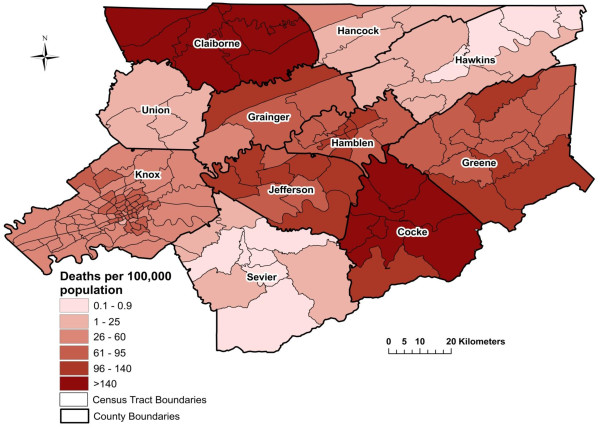 N
Claiborne
Hancock
Hawkins
Union
Grainger
Hamblen
Greene
Knox
Jefferson
Cocke
Sevier
Deaths per 100,000
population
0.1 - 0.9
1 - 25
26 - 60
61 - 95
96 - 140
>140
Census Tract Boundaries
County Boundaries
0 5 10 20 Kilometers